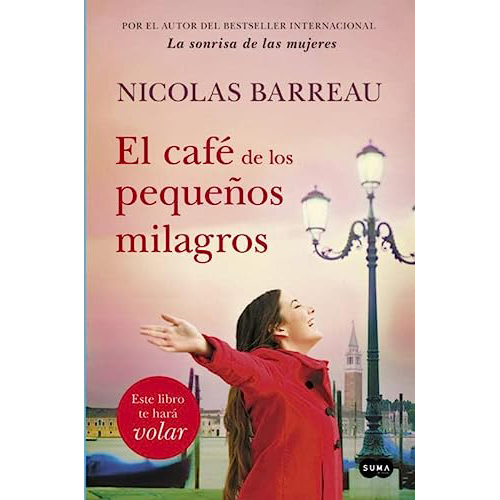 POR EL AUTOR DEL BESTSELLER INTERNACIONAL
La sonrisa de las mujeres
NICOLAS BARREAU
El café de los
pequeños
milagros
Este libro
te hará
volar
SUMA